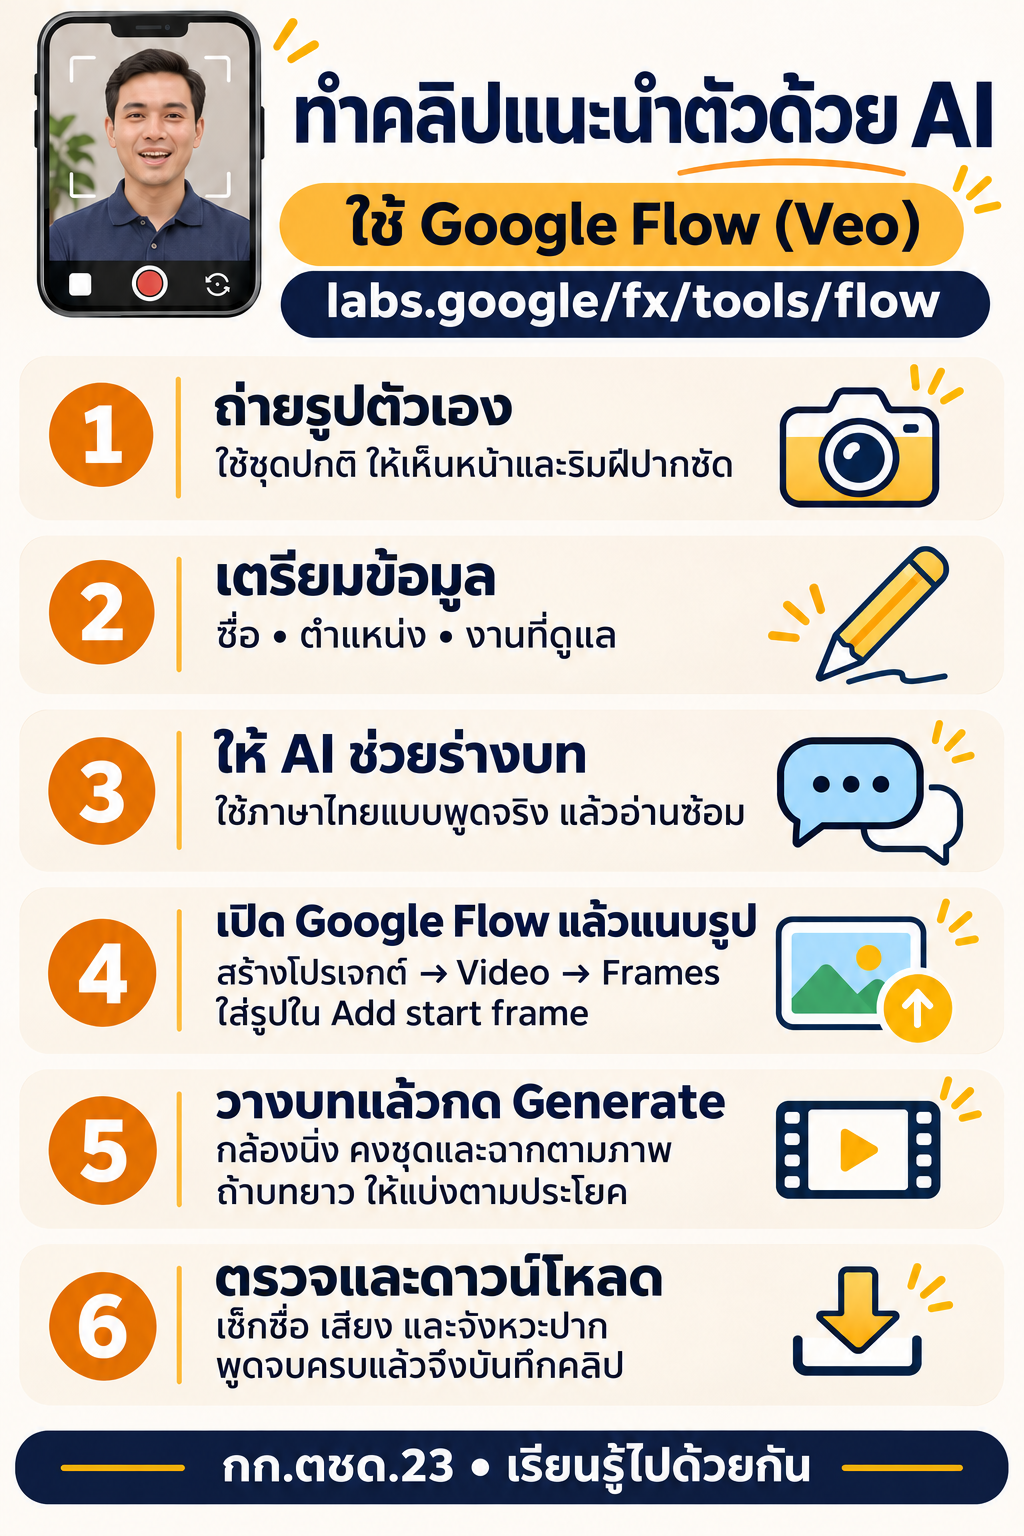 ทำคลิปแนะนำตัวด้วย AI
ใช้ Google Flow (Veo)
labs.google/fx/tools/flow
1
ถ่ายรูปตัวเอง
ใช้ชุดปกติ ให้เห็นหน้าและริมฝีปากชัด
2
เตรียมข้อมูล
ชื่อ • ตำแหน่ง • งานที่ดูแล
3
ให้ AI ช่วยร่างบท
ใช้ภาษาไทยแบบพูดจริง แล้วอ่านซ้อม
4
เปิด Google Flow แล้วแนบรูป
สร้างโปรเจกต์ → Video → Frames
ใส่รูปใน Add start frame
5
วางบทแล้วกด Generate
กล้องนิ่ง คงชุดและฉากตามภาพ
ถ้าบทยาว ให้แบ่งตามประโยค
6
ตรวจและดาวน์โหลด
เช็กชื่อ เสียง และจังหวะปาก
พูดจบครบแล้วจึงบันทึกคลิป
กก.ตชด.23 • เรียนรู้ไปด้วยกัน